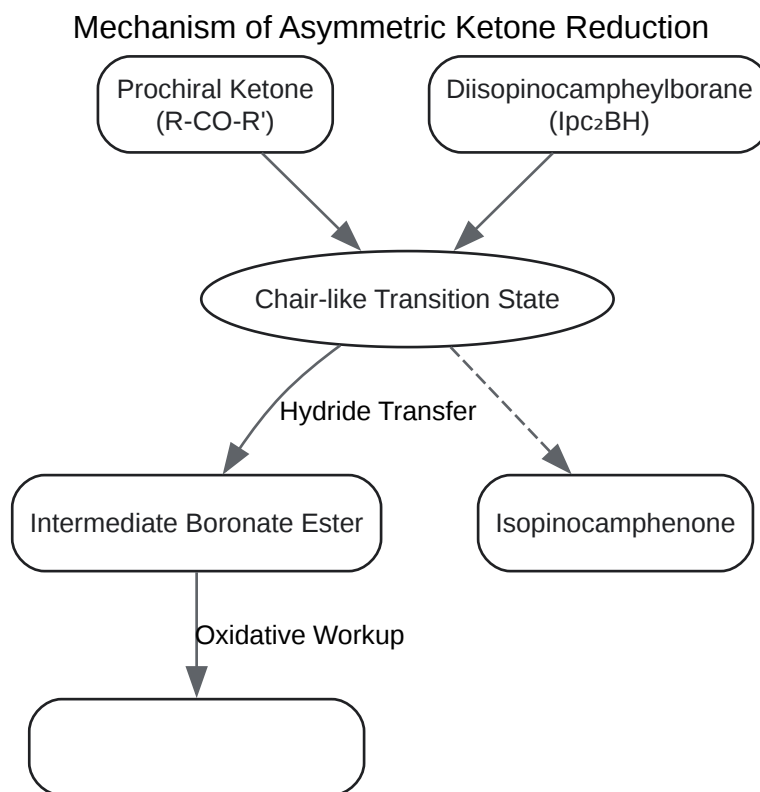 Mechanism of Asymmetric Ketone Reduction
Prochiral Ketone
(R-CO-R')
Diisopinocampheylborane
(Ipc₂BH)
Chair-like Transition State
Hydride Transfer
Intermediate Boronate Ester
Isopinocamphenone
Oxidative Workup